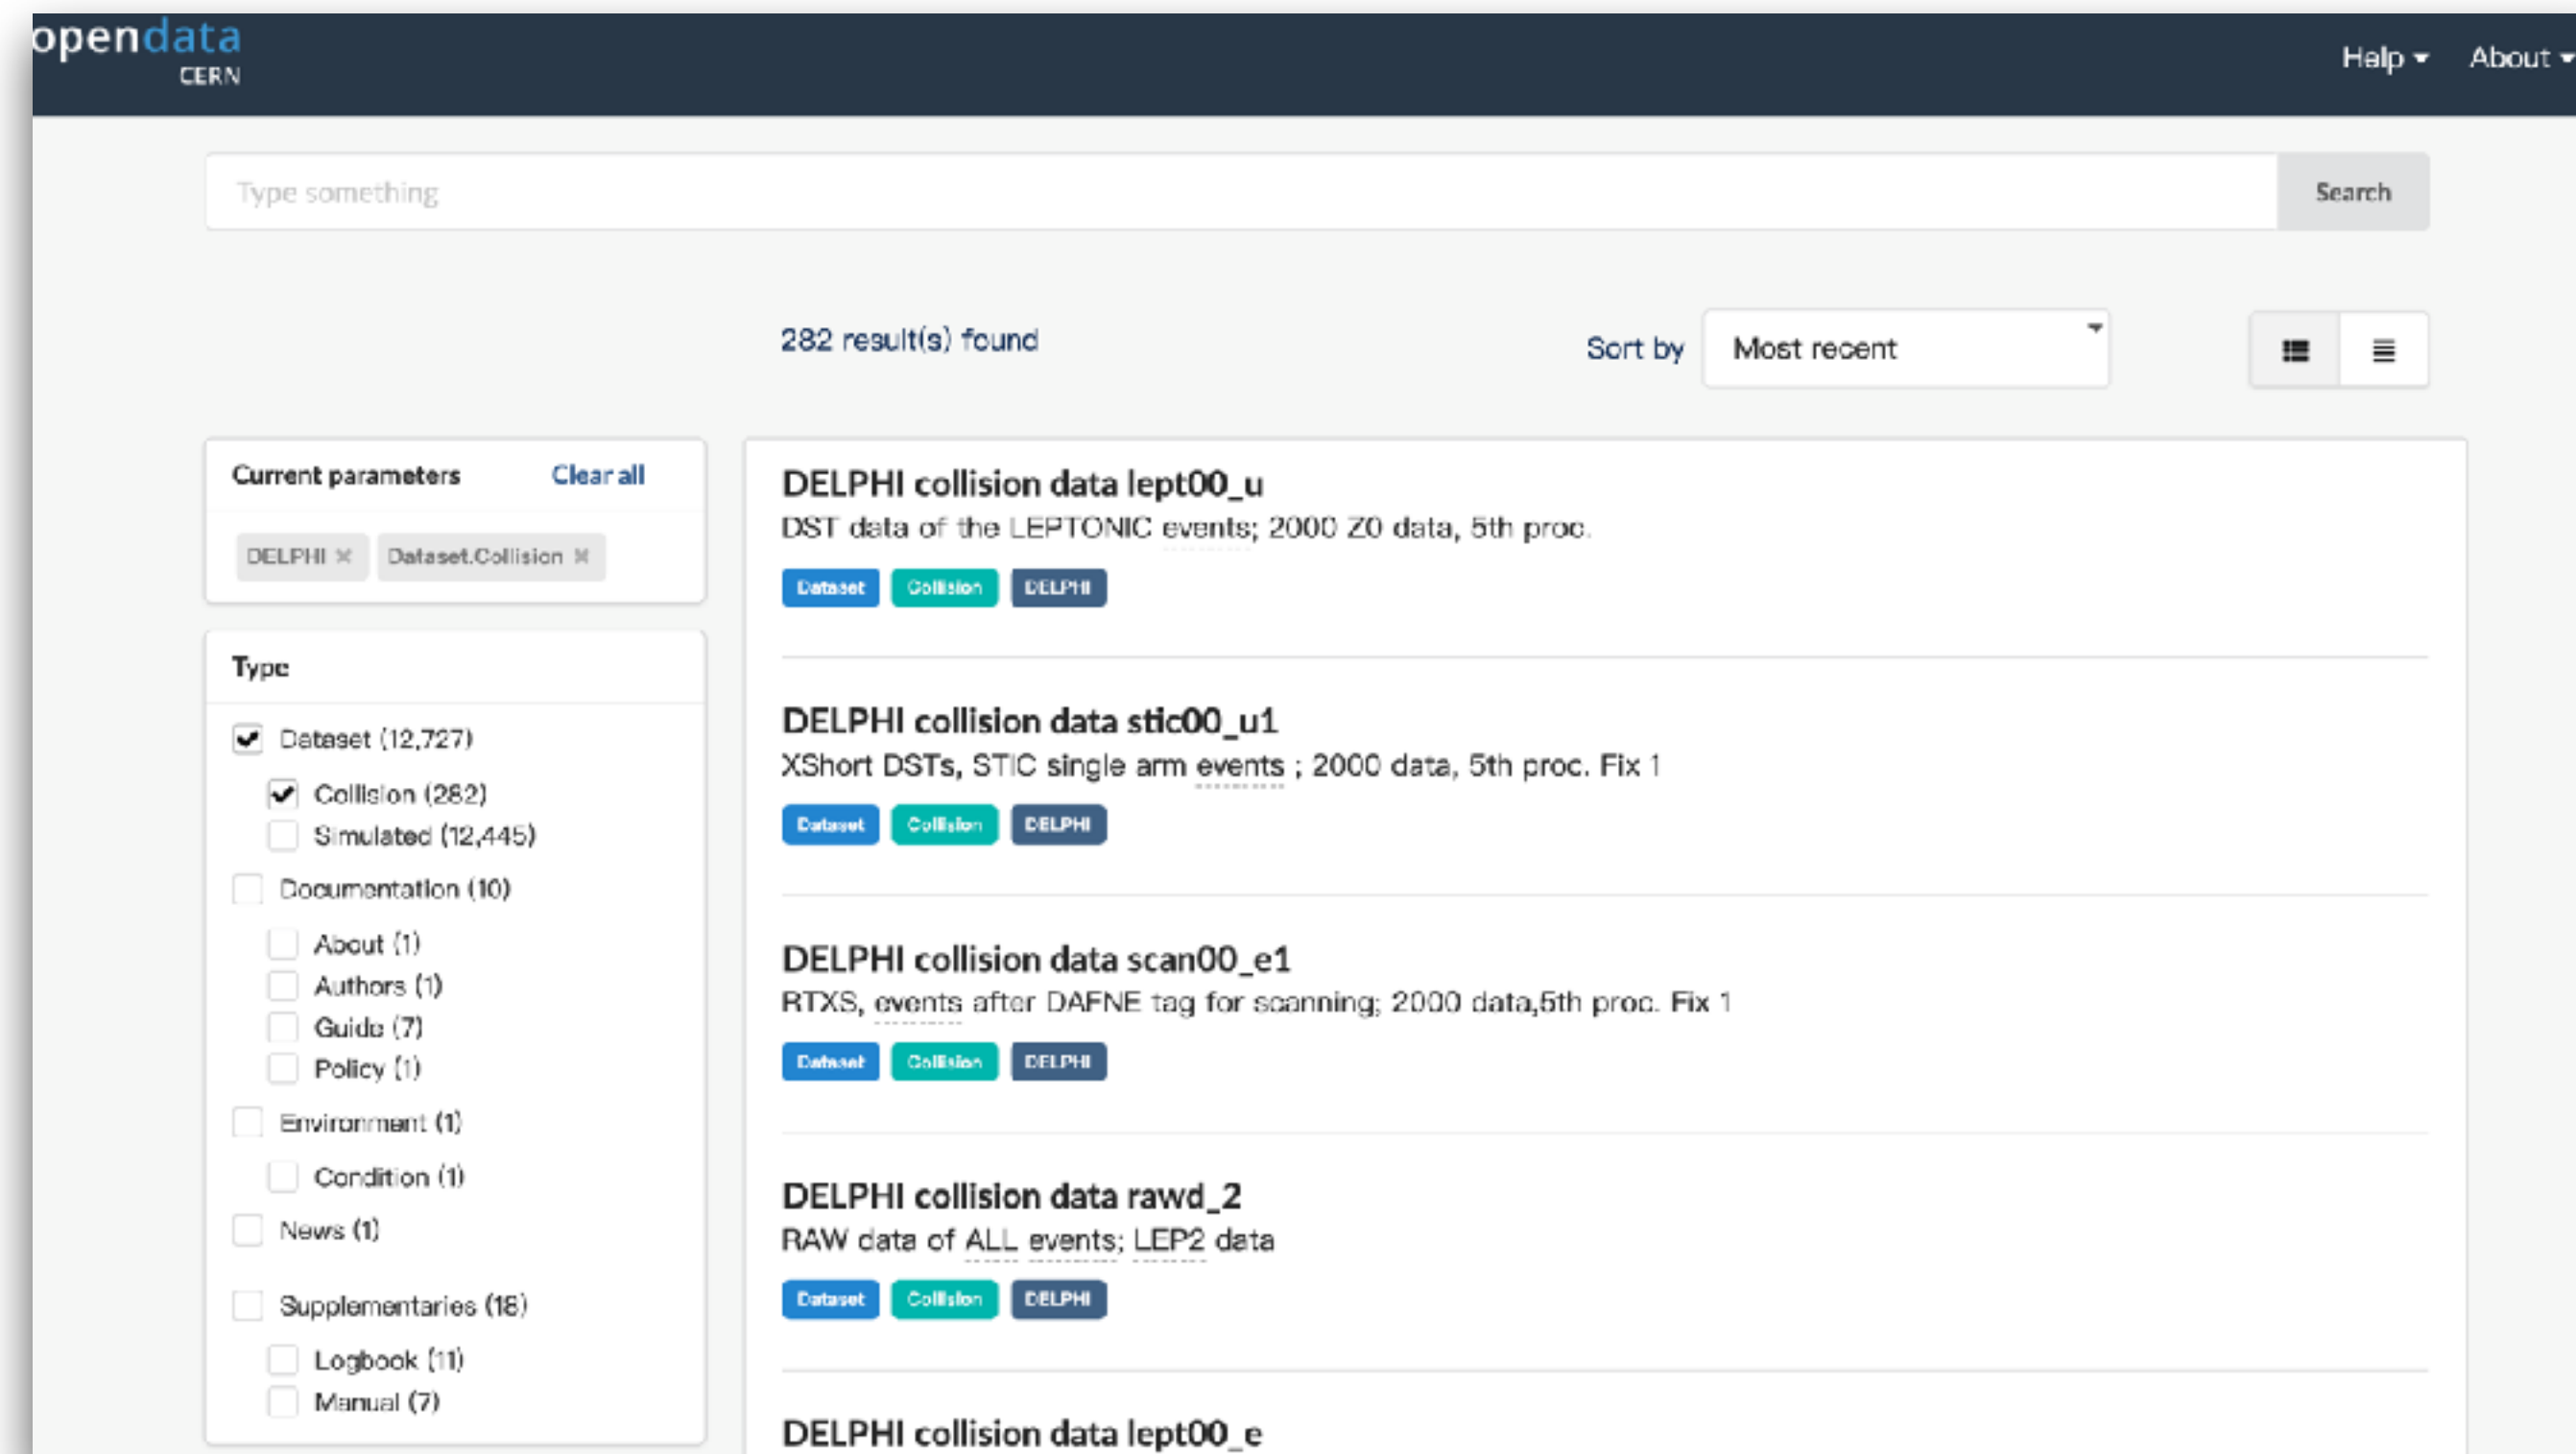 opendata
CERN
Help
About
Type something
Search
282 result(s) found
Sort by
Most recent
Current parameters
Clear all
DELPHI
Dataset.Collision
Type
Dataset (12,727)
Collision (282)
Simulated (12,445)
Documentation (10)
About (1)
Authors (1)
Guide (7)
Policy (1)
Environment (1)
Condition (1)
News (1)
Supplementaries (18)
Logbook (11)
Manual (7)
DELPHI collision data lept00_u
DST data of the LEPTONIC events; 2000 Z0 data, 5th proc.
Dataset Collision DELPHI
DELPHI collision data stic00_u1
XShort DSTs, STIC single arm events ; 2000 data, 5th proc. Fix 1
Dataset Collision DELPHI
DELPHI collision data scan00_e1
RTXS, events after DAFNE tag for scanning; 2000 data,5th proc. Fix 1
Dataset Collision DELPHI
DELPHI collision data rawd_2
RAW data of ALL events; LEP2 data
Dataset Collision DELPHI
DELPHI collision data lept00_e